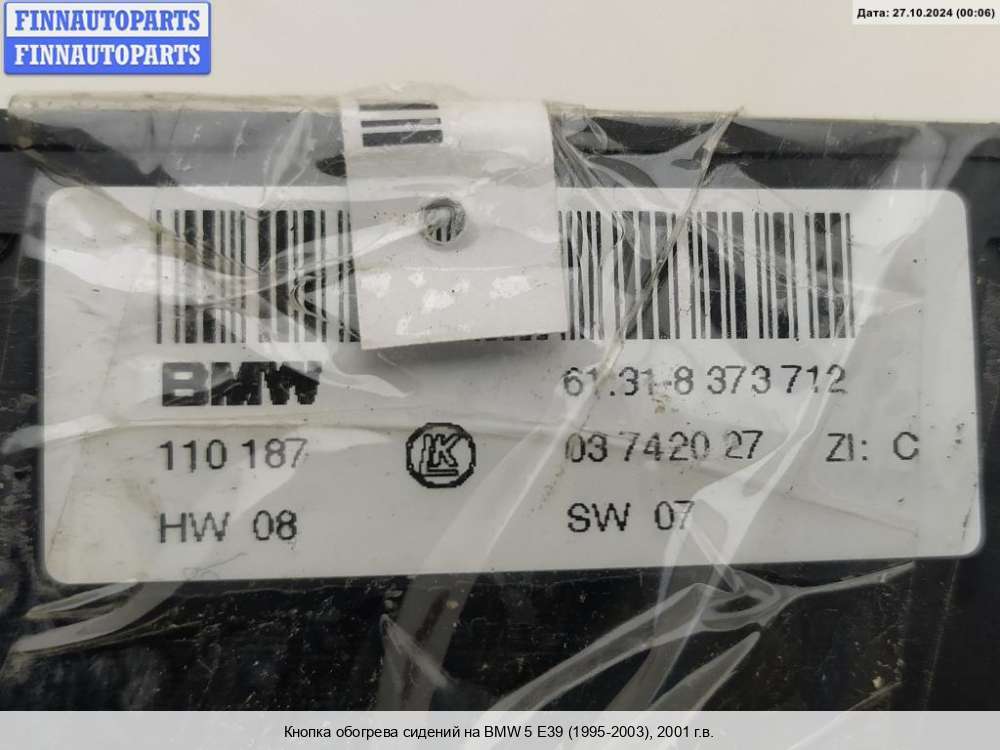 FINNAUTOPARTS
FINNAUTOPARTS
Дата: 27.10.2024 (00:06)
BMW
61.31-8 373 712
110 187
LK
03 7420 27
ZI: C
HW 08
SW 07
Кнопка обогрева сидений на BMW 5 E39 (1995-2003), 2001 г.в.